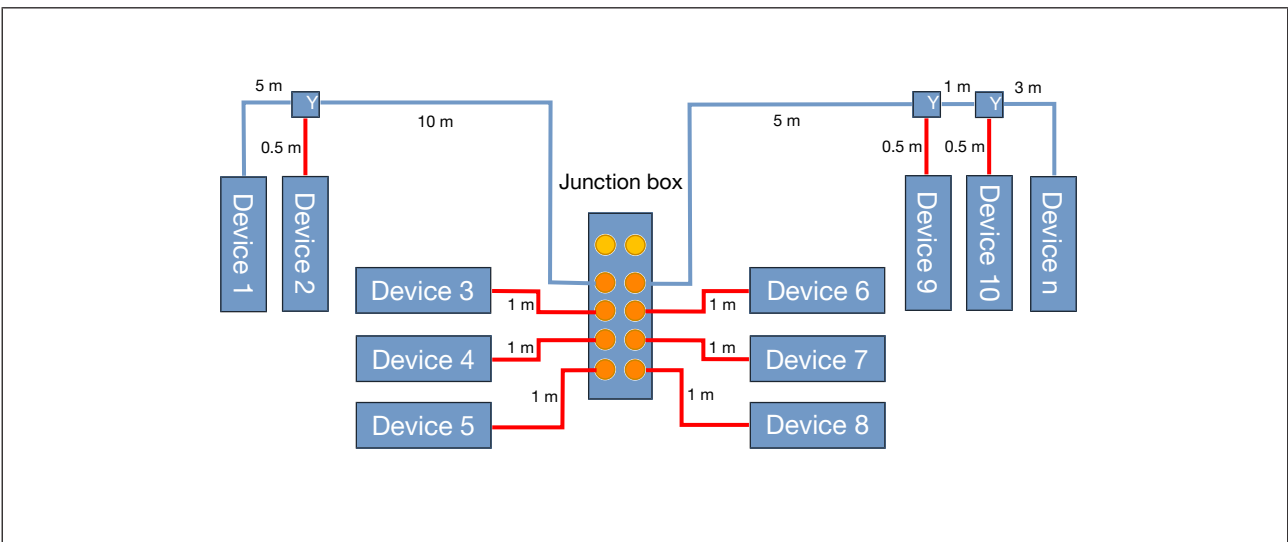 5 m
Y
10 m
0.5 m
Device 1
Device 2
Junction box
5 m
Y
1 m
Y
3 m
0.5 m
0.5 m
Device 9
Device 10
Device n
Device 3
1 m
Device 4
1 m
Device 5
1 m
1 m
Device 6
1 m
Device 7
1 m
Device 8